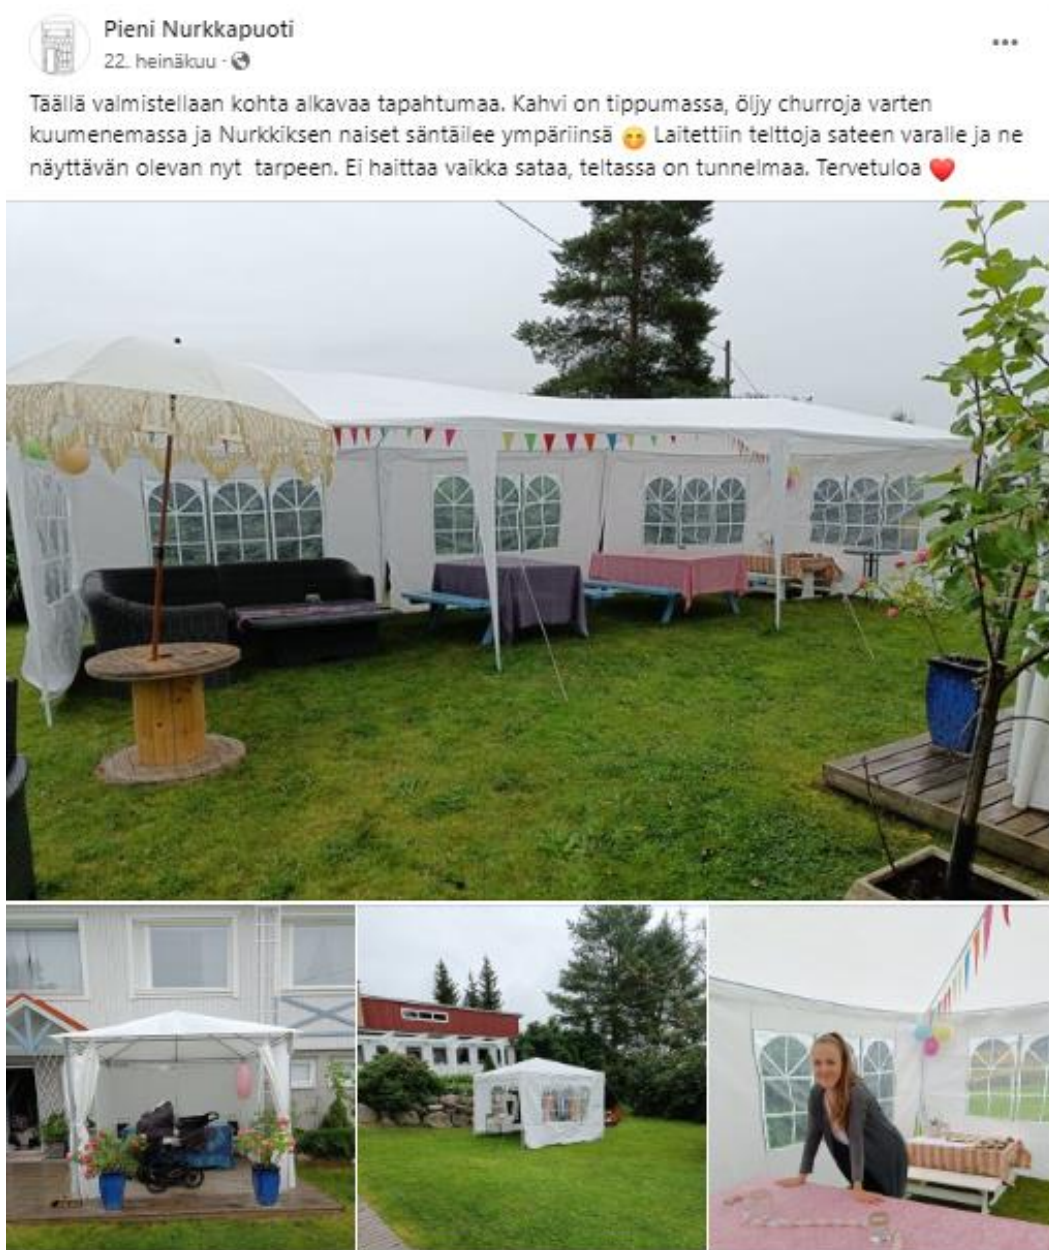 Pieni Nurkkapuoti
22. heinäkuu ·
Täällä valmistellaan kohta alkavaa tapahtumaa. Kahvi on tippumassa, öljy churroja varten
kuumenemassa ja Nurkkiksen naiset säntäilee ympäriinsä 😊 Laitettiin telttoja sateen varalle ja ne
näyttävän olevan nyt tarpeen. Ei haittaa vaikka sataa, teltassa on tunnelmaa. Tervetuloa ❤️